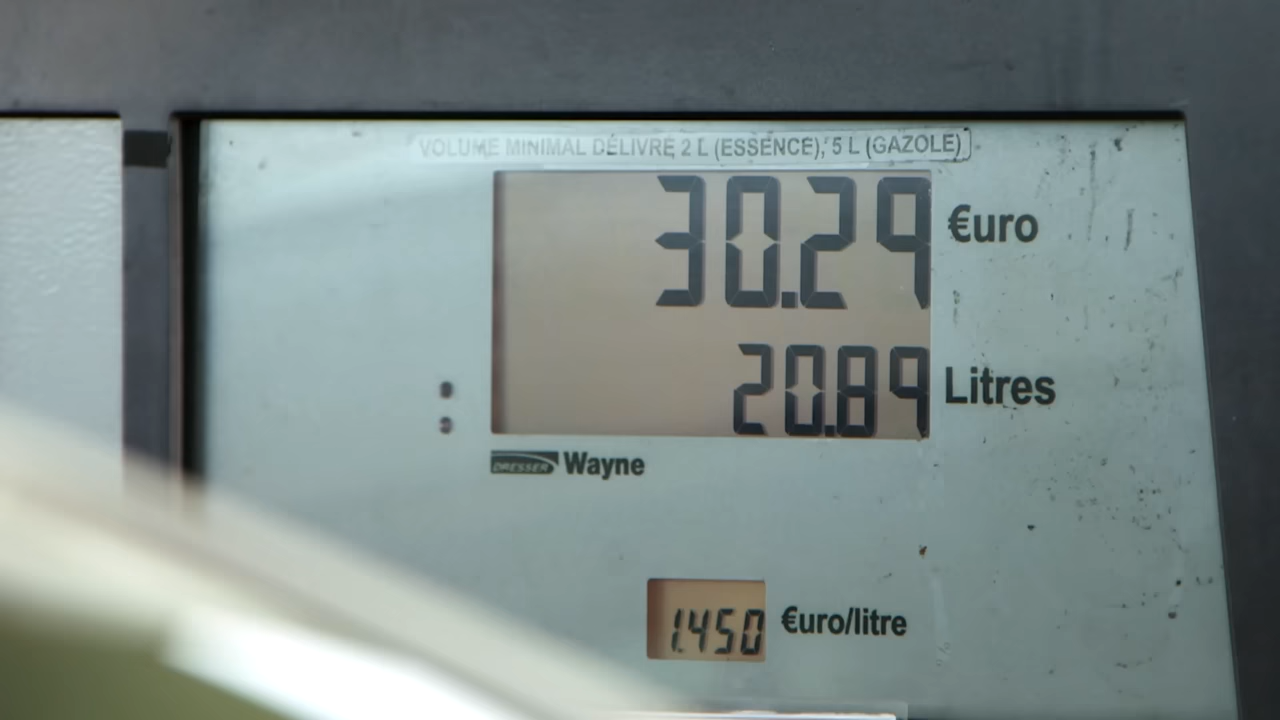 VOLUME MINIMAL DÉLIVRÉ 2 L (ESSENCE), 5 L (GAZOLE)
30.29 €uro
20.89 Litres
DRESSER Wayne
1.450 €uro/litre